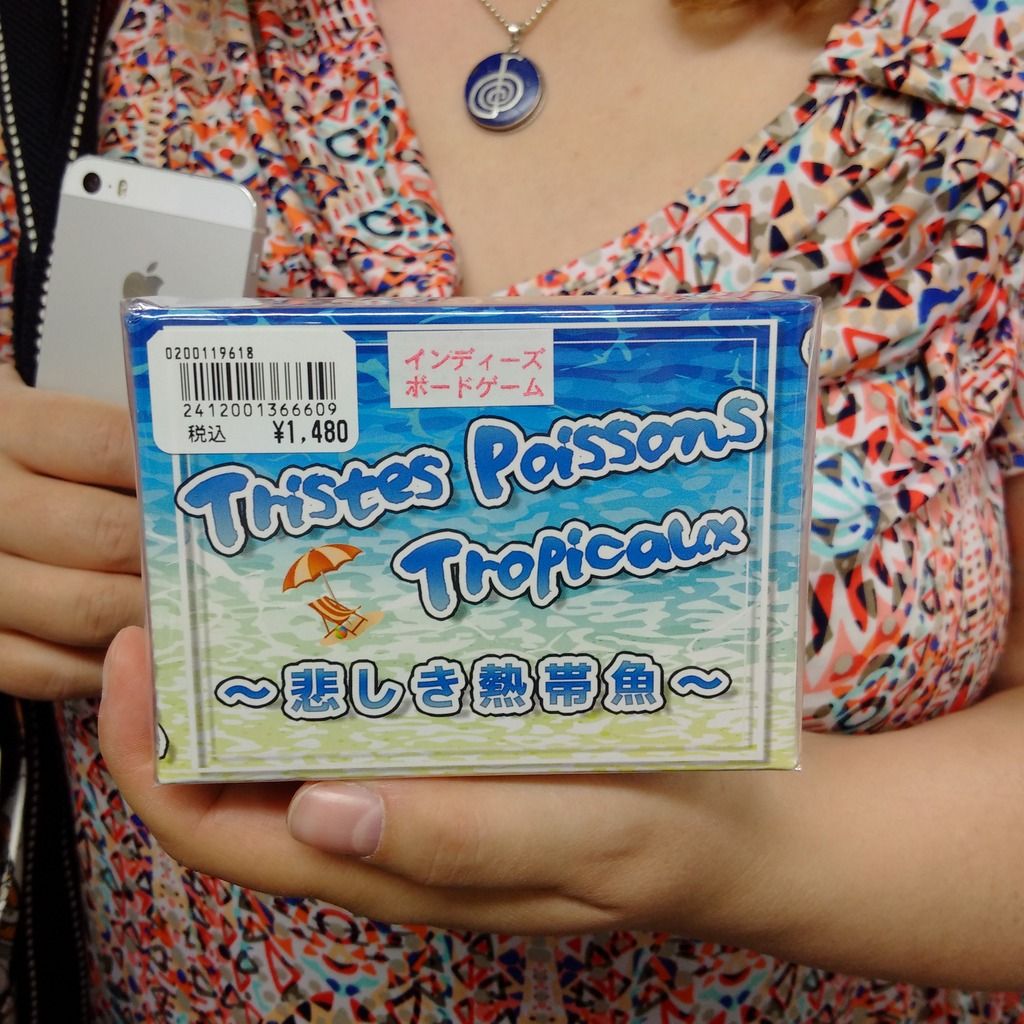 0200119618
2412001366609
税込 ¥1,480
インディーズ
ボードゲーム
Tristes Poissons
Tropicaux
～悲しき熱帯魚～